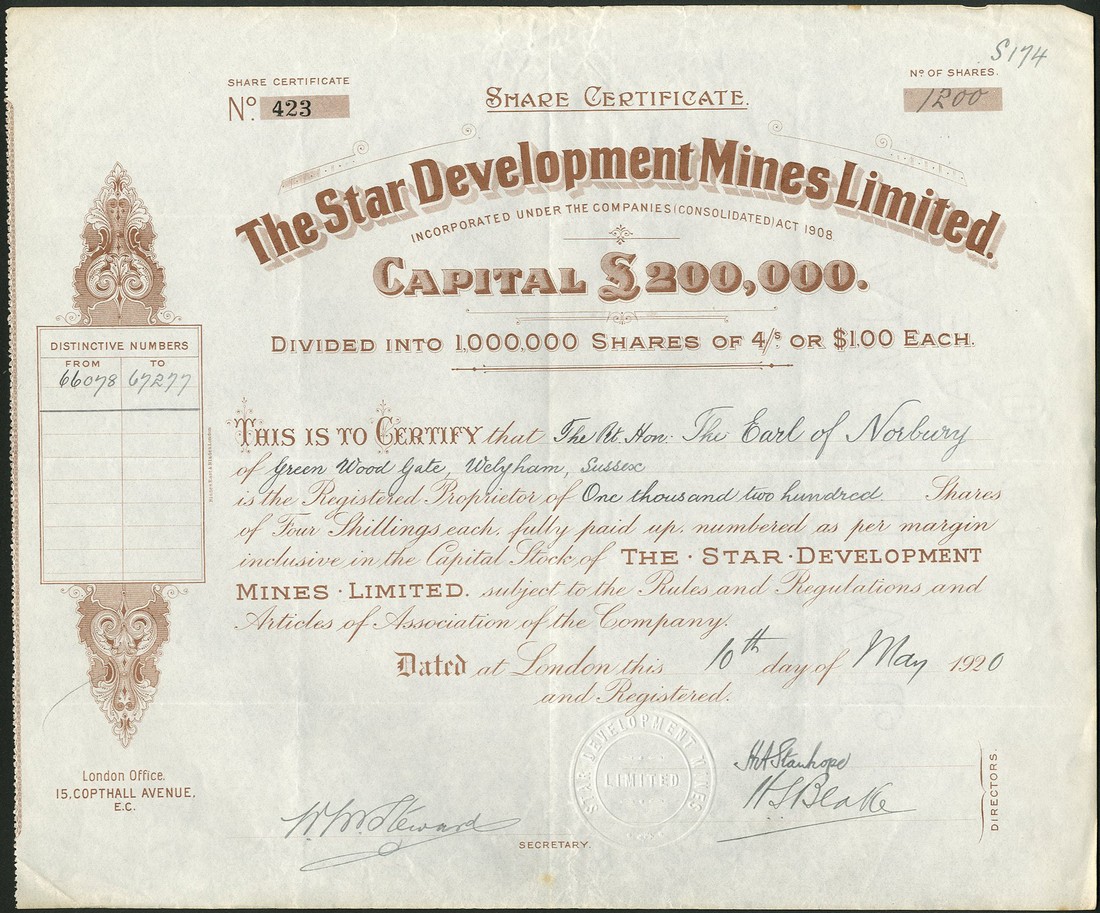 S174
SHARE CERTIFICATE
Nº. 423
SHARE CERTIFICATE.
Nº OF SHARES.
1200
The Star Development Mines Limited.
INCORPORATED UNDER THE COMPANIES (CONSOLIDATED) ACT 1908
CAPITAL £200,000.
DIVIDED INTO 1,000,000 SHARES OF 4/s OR $1.00 EACH.
DISTINCTIVE NUMBERS
FROM TO
66078 67277
THIS IS TO CERTIFY that The Rt. Hon: The Earl of Norbury
of Green Wood Gate, Welyham, Sussex
is the Registered Proprietor of One thousand two hundred Shares
of Four Shillings each, fully paid up, numbered as per margin
inclusive in the Capital Stock of THE · STAR · DEVELOPMENT
MINES · LIMITED. subject to the Rules and Regulations and
Articles of Association of the Company.
Dated at London this 10th day of May 1920
and Registered.
STAR DEVELOPMENT MINES
LIMITED
HA Stanhope
HS Blake
DIRECTORS.
London Office.
15, COPTHALL AVENUE,
E.C.
Steward
SECRETARY.